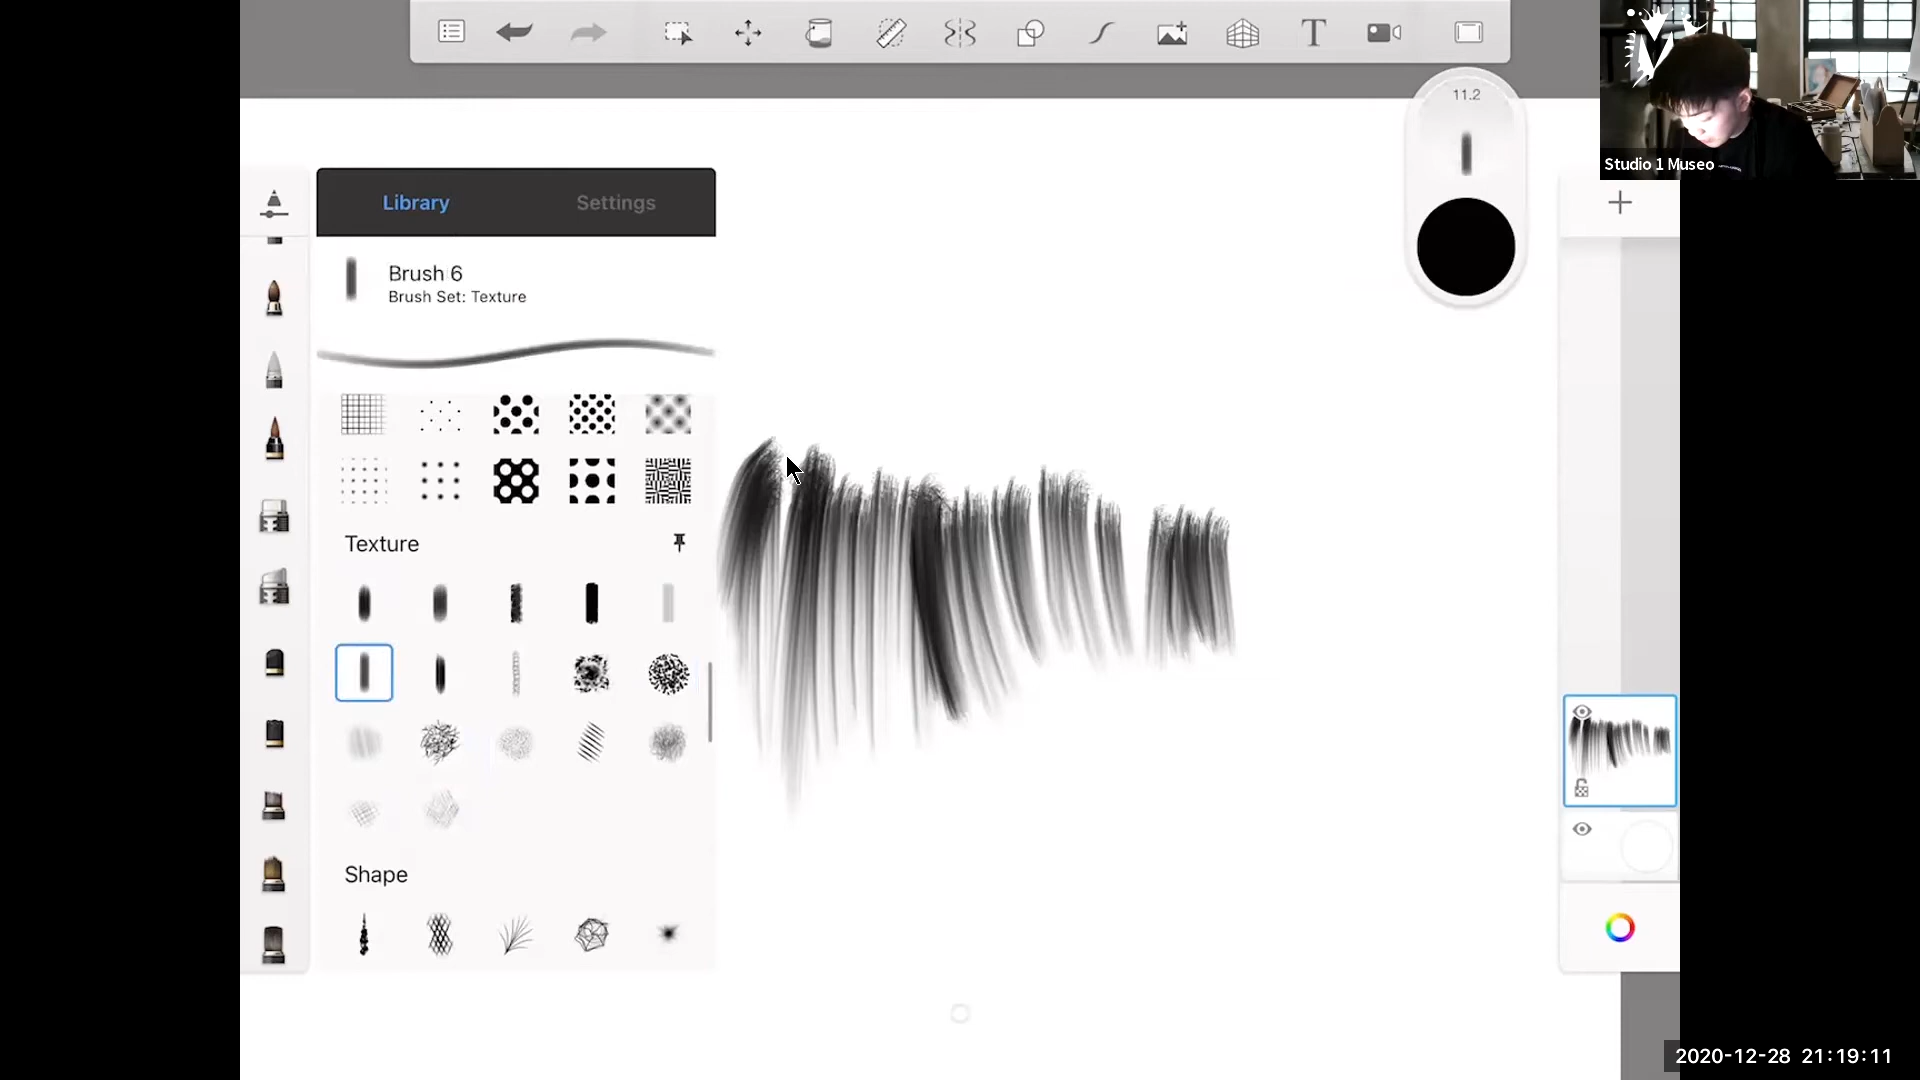 11.2
Studio 1 Museo
Library
Settings
Brush 6
Brush Set: Texture
Texture
Shape
2020-12-28 21:19:11